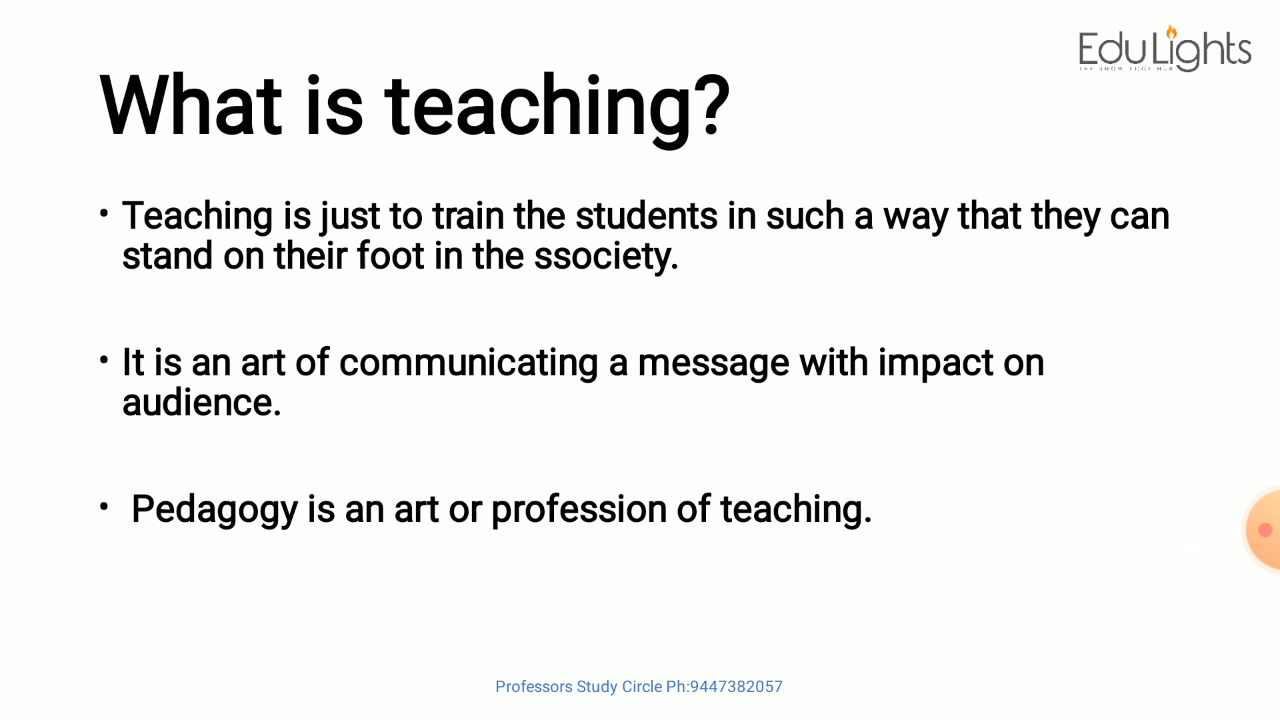 EduLights
What is teaching?
• Teaching is just to train the students in such a way that they can
stand on their foot in the ssociety.
• It is an art of communicating a message with impact on
audience.
• Pedagogy is an art or profession of teaching.
Professors Study Circle Ph:9447382057